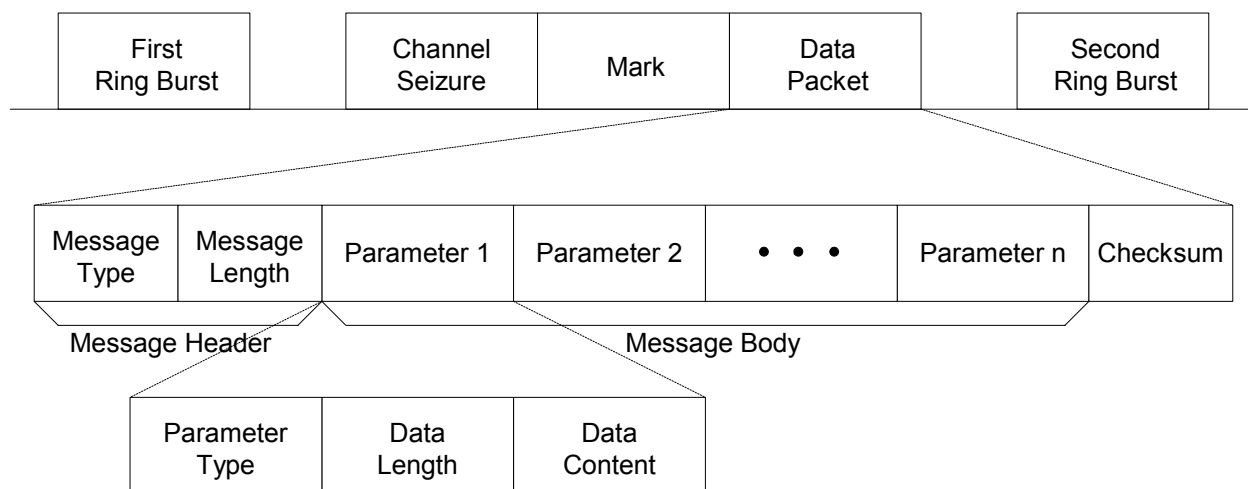 First
Ring Burst
Channel
Seizure
Mark
Data
Packet
Second
Ring Burst
Message
Type
Message
Length
Parameter 1
Parameter 2
• • •
Parameter n
Checksum
Message Header
Message Body
Parameter
Type
Data
Length
Data
Content